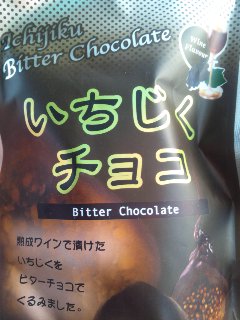 Ichijiku
Bitter Chocolate
Wine
Flavour
いちじく
チョコ
Bitter Chocolate
熟成ワインで漬けた
いちじくを
ビターチョコで
くるみました。